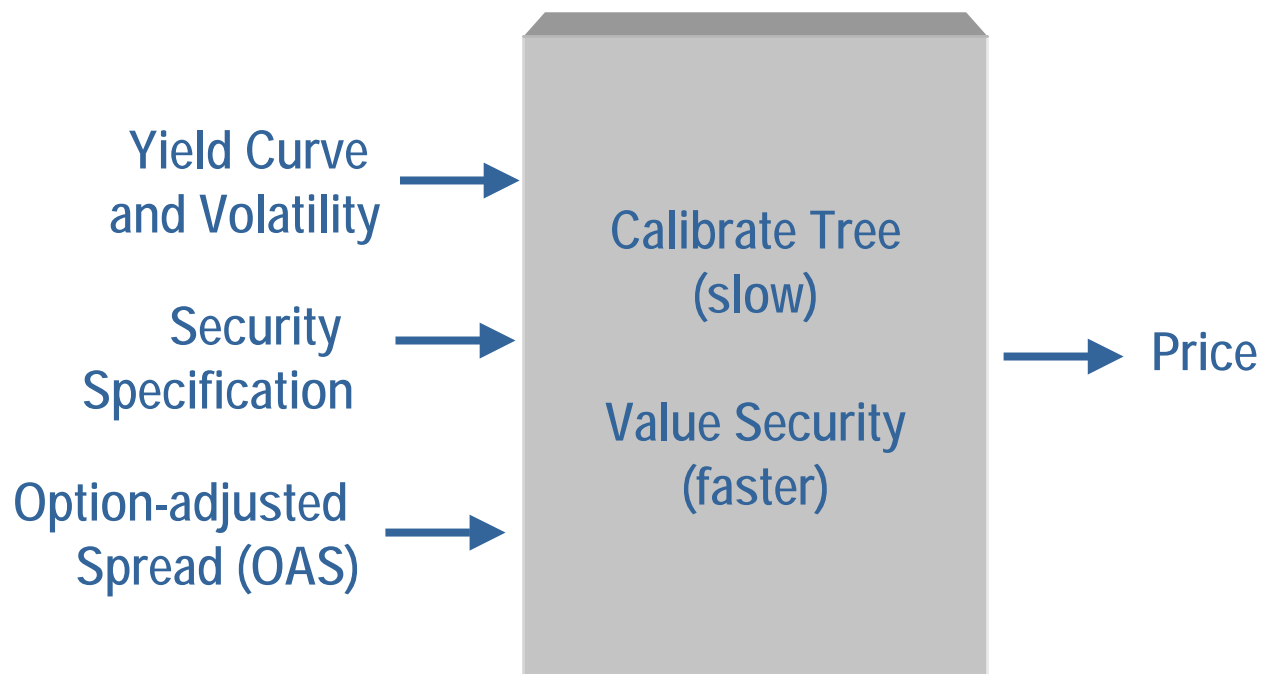 Yield Curve
and Volatility
Security
Specification
Option-adjusted
Spread (OAS)
Calibrate Tree
(slow)
Value Security
(faster)
Price